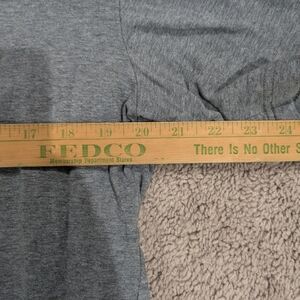 17 18 19 20 21 22 23 24
FEDCO There Is No Other S
Membership Department Stores